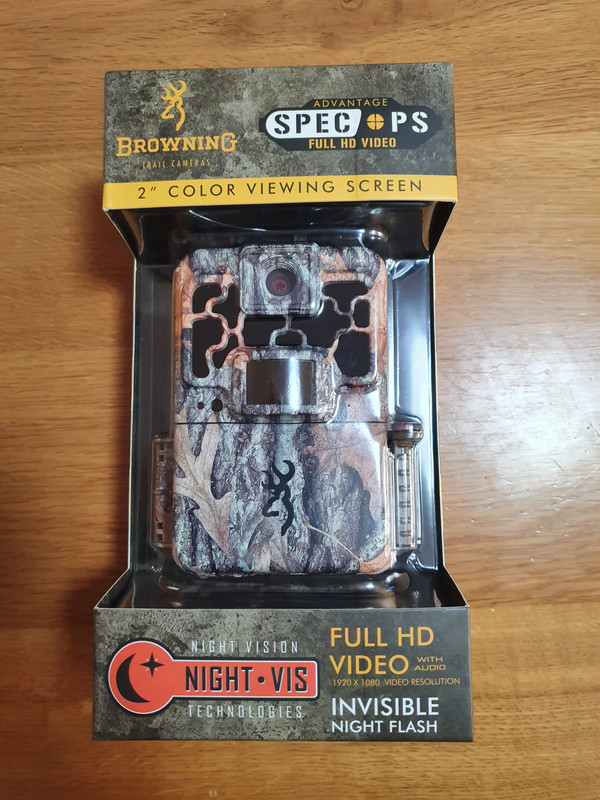 BROWNING
TRAIL CAMERAS
ADVANTAGE
SPEC OPS
FULL HD VIDEO
2" COLOR VIEWING SCREEN
NIGHT VISION
NIGHT•VIS
TECHNOLOGIES
FULL HD
VIDEO WITH AUDIO
1920 X 1080 VIDEO RESOLUTION
INVISIBLE
NIGHT FLASH